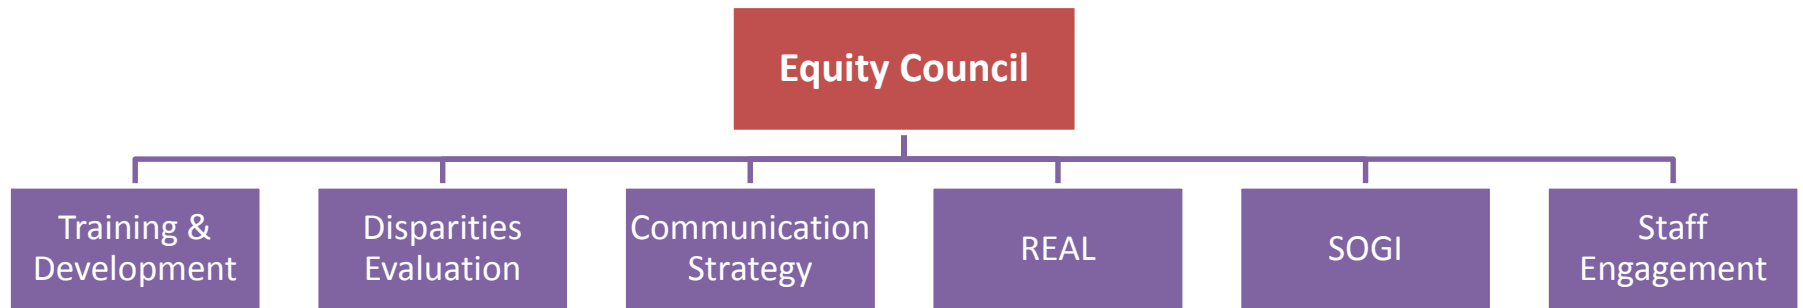 Equity Council
Training &
Development
Disparities
Evaluation
Communication
Strategy
REAL
SOGI
Staff
Engagement